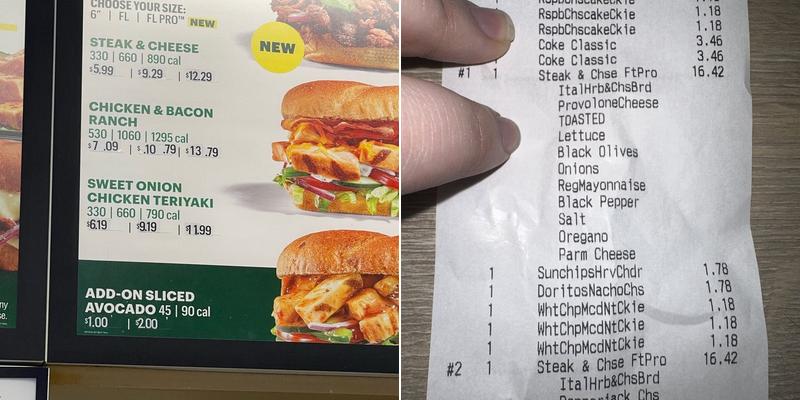 CHOOSE YOUR SIZE:
6" | FL | FL PRO™ NEW
NEW
STEAK & CHEESE
330 | 660 | 890 cal
$5.99 | $9.29 | $12.29
CHICKEN & BACON
RANCH
530 | 1060 | 1295 cal
$7.09 | $10.79 | $13.79
SWEET ONION
CHICKEN TERIYAKI
330 | 660 | 790 cal
$6.19 | $9.19 | $11.99
ADD-ON SLICED
AVOCADO 45 | 90 cal
$1.00 | $2.00
RspbChscakeCkie 1.18
RspbChscakeCkie 1.18
Coke Classic 3.46
Coke Classic 3.46
#1 1 Steak & Chse FtPro 16.42
ItalHrb&ChsBrd
ProvoloneCheese
TOASTED
Lettuce
Black Olives
Onions
RegMayonnaise
Black Pepper
Salt
Oregano
Parm Cheese
1 SunchipsHrvChdr 1.78
1 DoritosNachoChs 1.78
1 WhtChpMcdNtCkie 1.18
1 WhtChpMcdNtCkie 1.18
1 WhtChpMcdNtCkie 1.18
#2 1 Steak & Chse FtPro 16.42
ItalHrb&ChsBrd
Pepperjack Chs